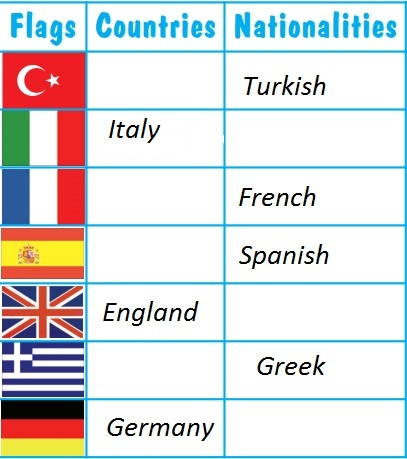 Flags Countries Nationalities
Turkish
Italy
French
Spanish
England
Greek
Germany